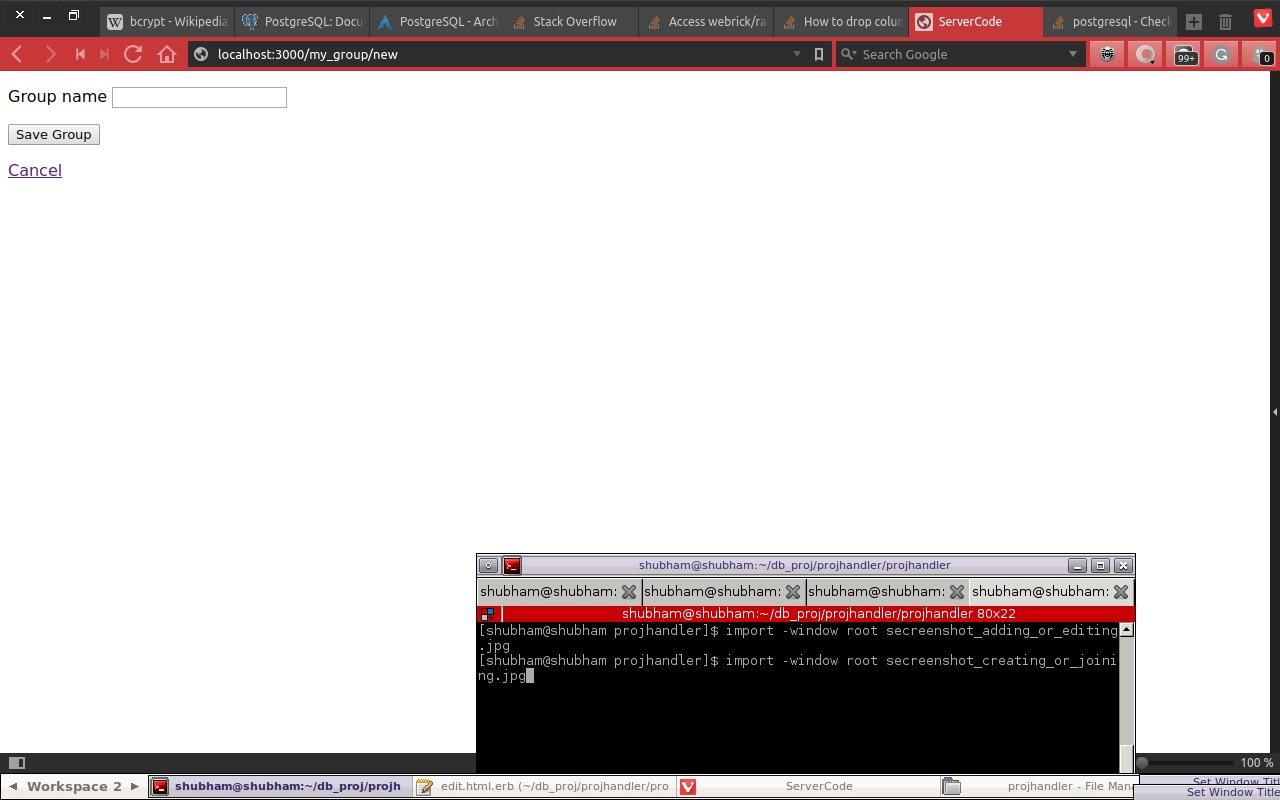 bcrypt - Wikipedia
PostgreSQL: Docu
PostgreSQL - Arch
Stack Overflow
Access webrick/ra
How to drop colum
ServerCode
postgresql - Check
localhost:3000/my_group/new
Search Google
99+
0
Group name
Save Group
Cancel
shubham@shubham:~/db_proj/projhandler/projhandler
shubham@shubham:
shubham@shubham:
shubham@shubham:
shubham@shubham:
shubham@shubham:~/db_proj/projhandler/projhandler 80x22
[shubham@shubham projhandler]$ import -window root secreenshot_adding_or_editing
.jpg
[shubham@shubham projhandler]$ import -window root secreenshot_creating_or_joini
ng.jpg
100 %
Workspace 2
shubham@shubham:~/db_proj/projh
edit.html.erb (~/db_proj/projhandler/pro
ServerCode
projhandler - File Mana
Set Window Title
Set Window Title